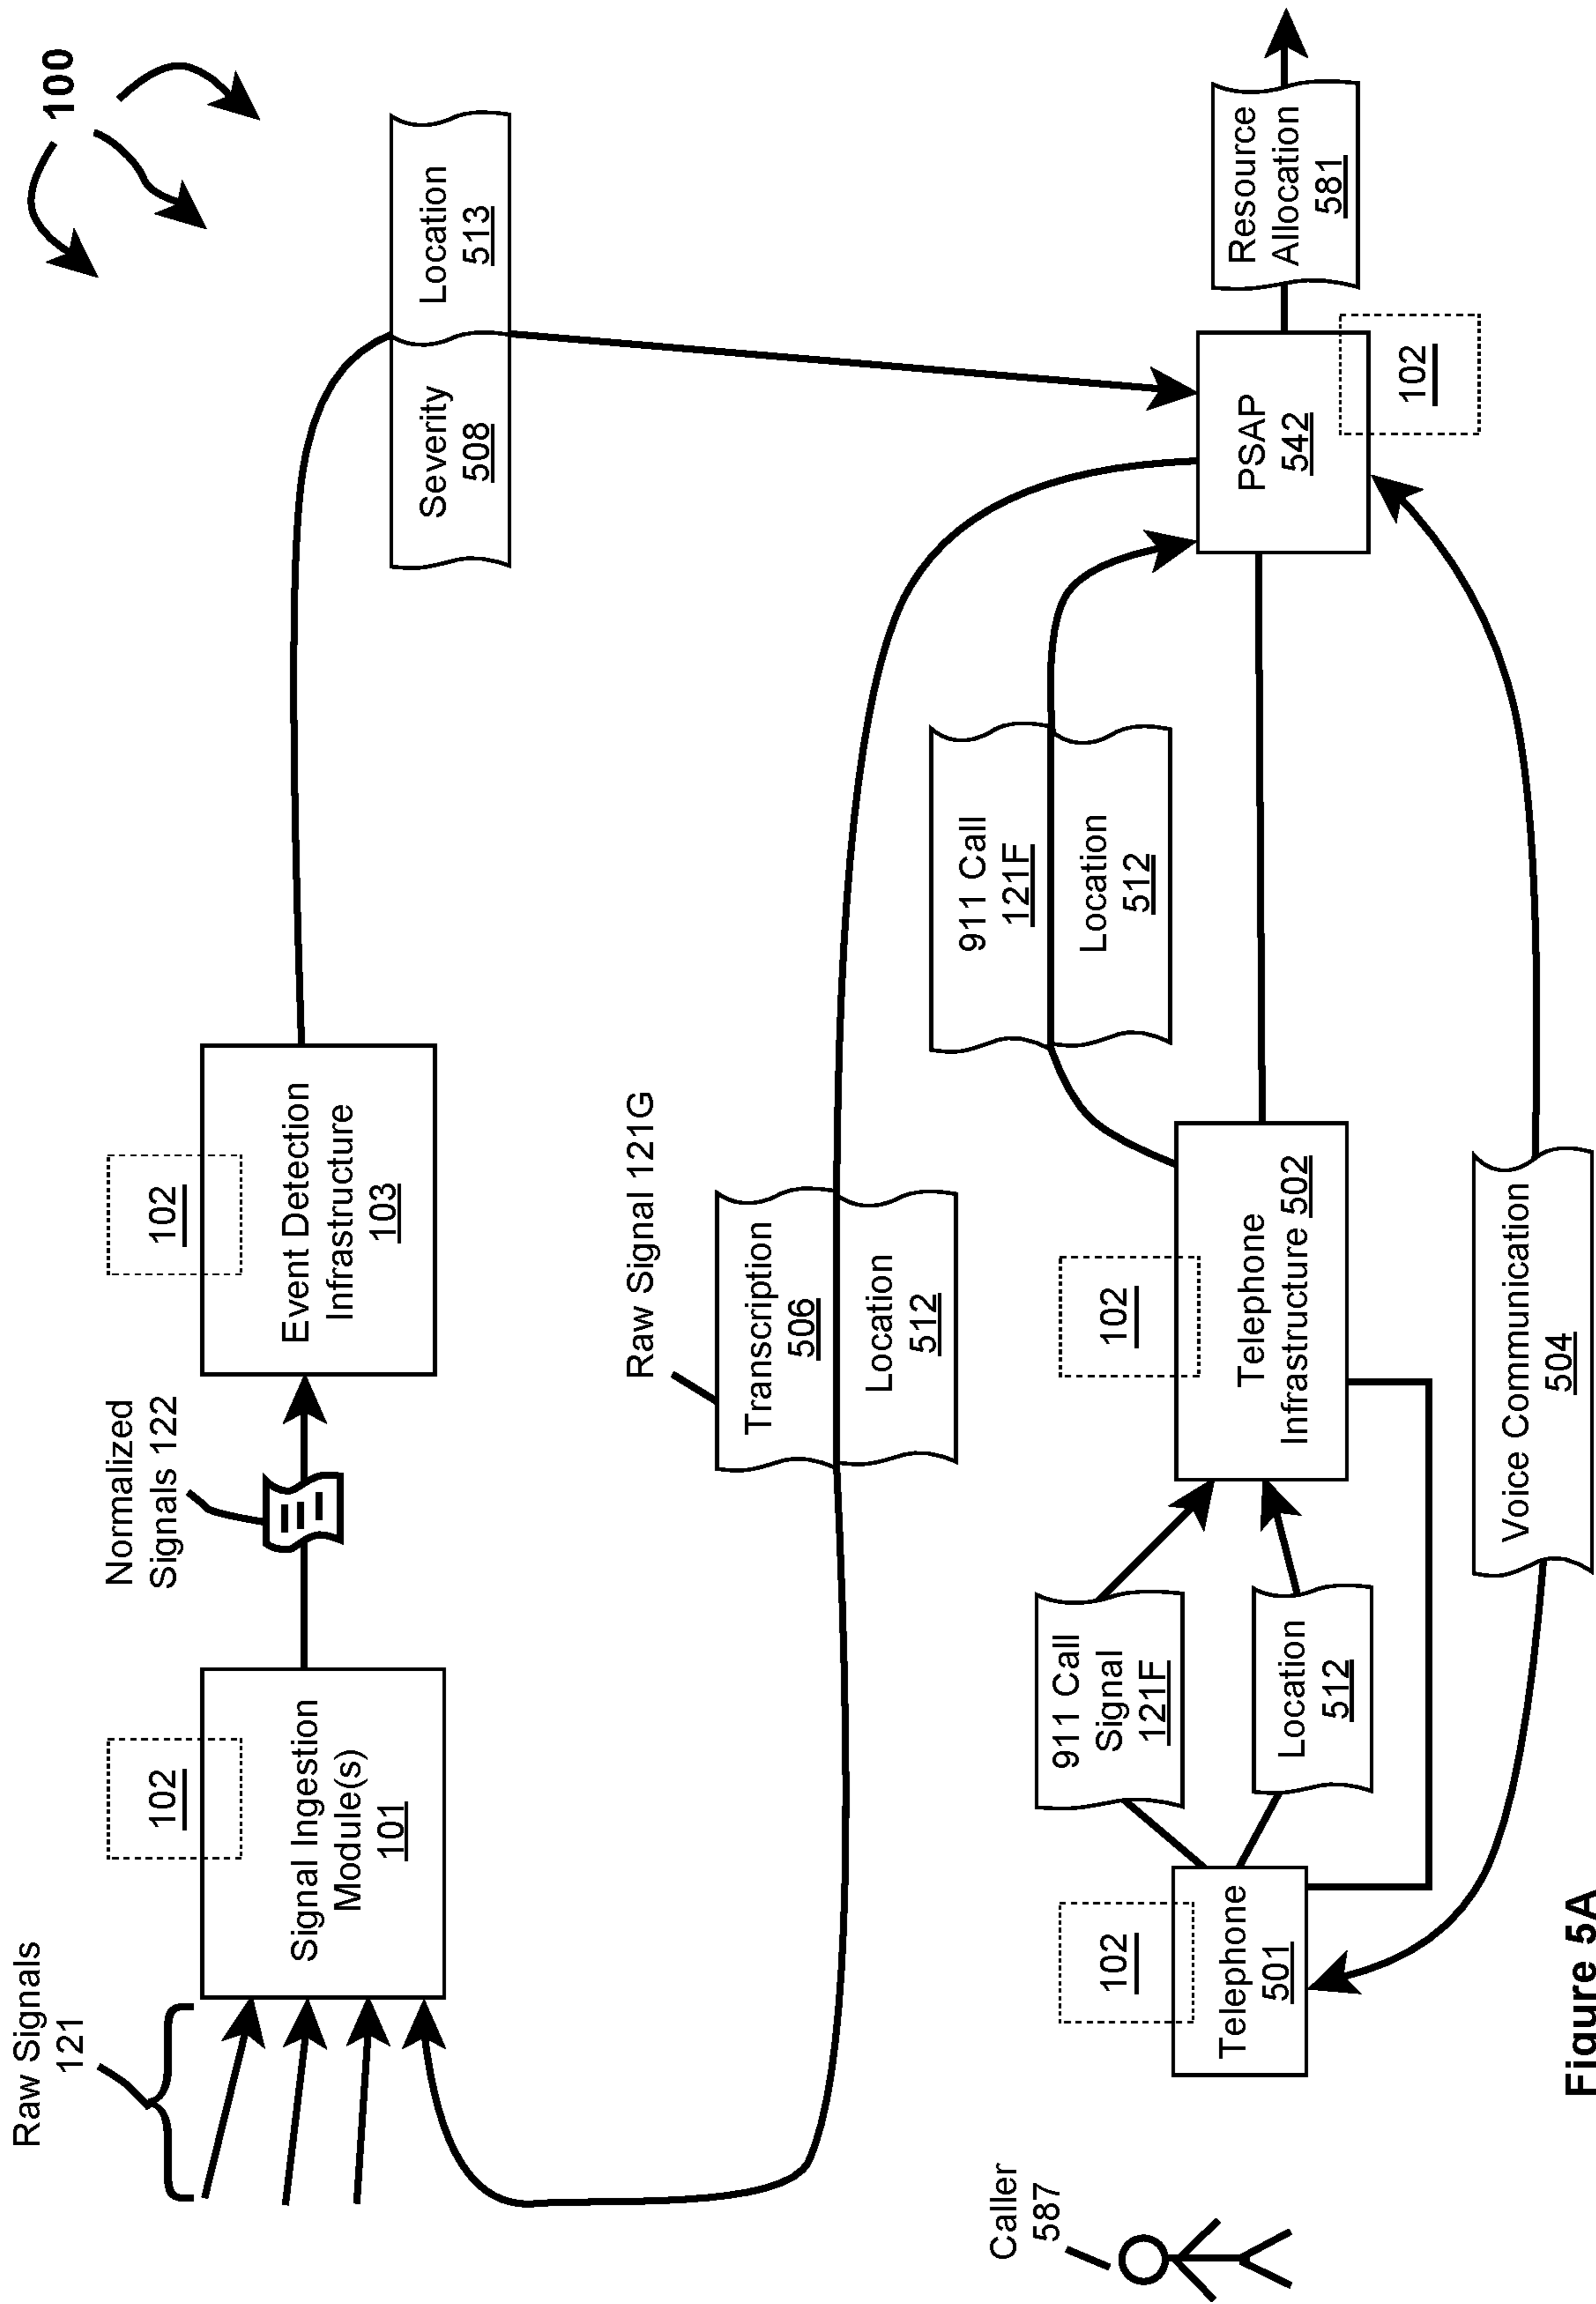 100
Raw Signals
121
102
Signal Ingestion
Module(s)
101
Normalized
Signals 122
102
Event Detection
Infrastructure
103
Severity
508
Location
513
Raw Signal 121G
Transcription
506
Location
512
Caller
587
102
Telephone
501
911 Call
Signal
121F
Location
512
102
Telephone
Infrastructure 502
911 Call
121F
Location
512
Voice Communication
504
PSAP
542
102
Resource
Allocation
581
Figure 5A